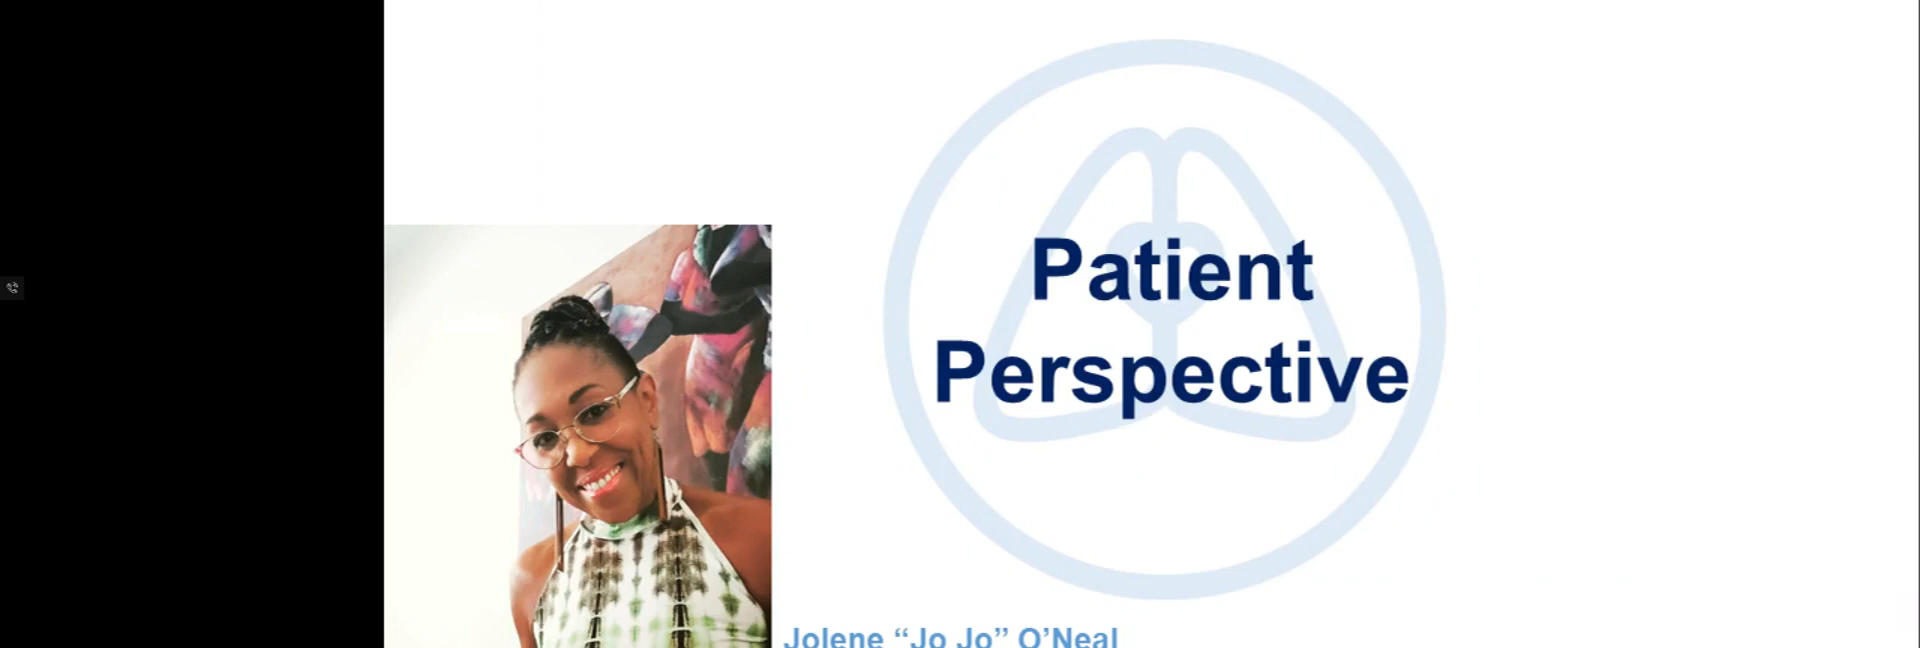 Patient
Perspective
Jolene “Jo Jo” O’Neal